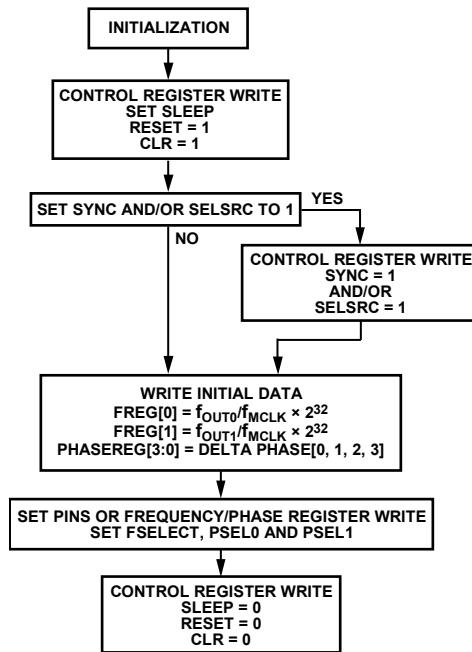 INITIALIZATION
CONTROL REGISTER WRITE
SET SLEEP
RESET = 1
CLR = 1
SET SYNC AND/OR SELSRC TO 1
YES
NO
CONTROL REGISTER WRITE
SYNC = 1
AND/OR
SELSRC = 1
WRITE INITIAL DATA
FREG[0] = fOUT0/fMCLK × 2³²
FREG[1] = fOUT1/fMCLK × 2³²
PHASEREG[3:0] = DELTA PHASE[0, 1, 2, 3]
SET PINS OR FREQUENCY/PHASE REGISTER WRITE
SET FSELECT, PSEL0 AND PSEL1
CONTROL REGISTER WRITE
SLEEP = 0
RESET = 0
CLR = 0